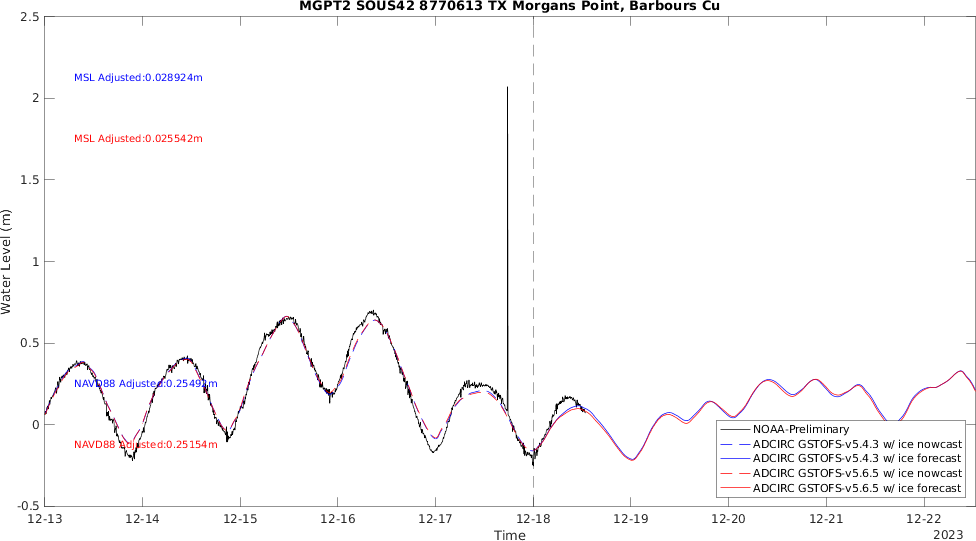 MGPT2 SOUS42 8770613 TX Morgans Point, Barbours Cu
2.5
MSL Adjusted:0.028924m
2
MSL Adjusted:0.025542m
1.5
Water Level (m)
1
0.5
NAVD88 Adjusted:0.25492m
0
NAVD88 Adjusted:0.25154m
NOAA-Preliminary
ADCIRC GSTOFS-v5.4.3 w/ ice nowcast
ADCIRC GSTOFS-v5.4.3 w/ ice forecast
ADCIRC GSTOFS-v5.6.5 w/ ice nowcast
ADCIRC GSTOFS-v5.6.5 w/ ice forecast
-0.5
12-13 12-14 12-15 12-16 12-17 12-18 12-19 12-20 12-21 12-22
Time
2023